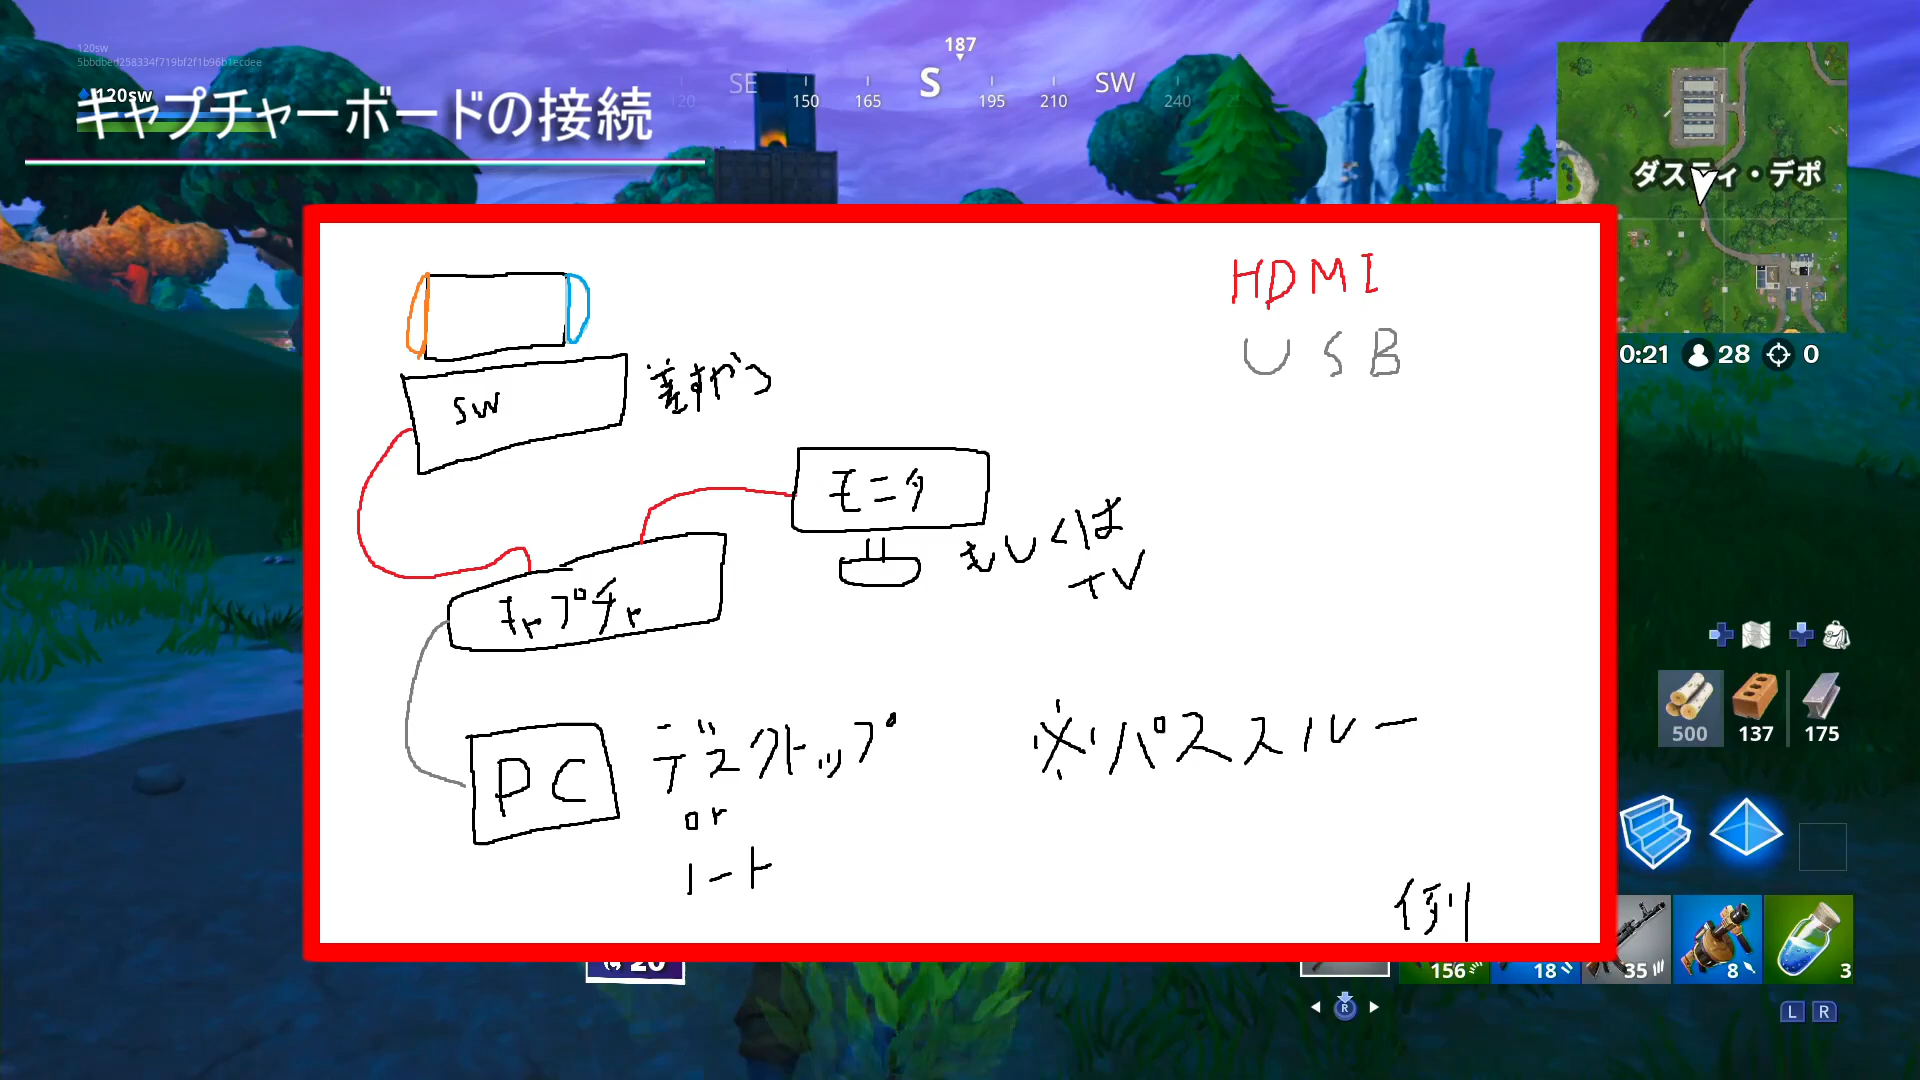 120sw
5bbdbed258334f719bf2f1b96b1ecdee
120sw
キャプチャーボードの接続
187
SE
S
SW
120
150
165
195
210
240
ダスティ・デポ
0:21
28
0
HDMI
USB
SW
差すやつ
モニタ
もしくは
TV
キャプチャ
PC
デスクトップ
or
ノート
※パススルー
例
500
137
175
20
156
18
35
8
3
R
L
R